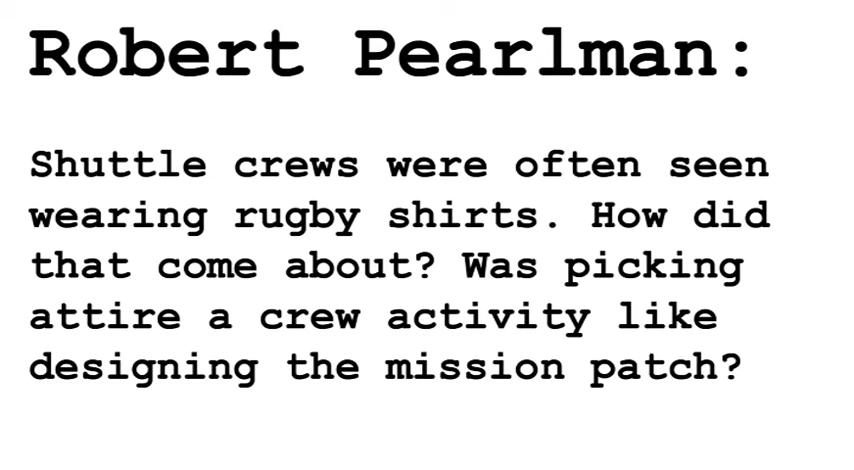 Robert Pearlman:
Shuttle crews were often seen
wearing rugby shirts. How did
that come about? Was picking
attire a crew activity like
designing the mission patch?